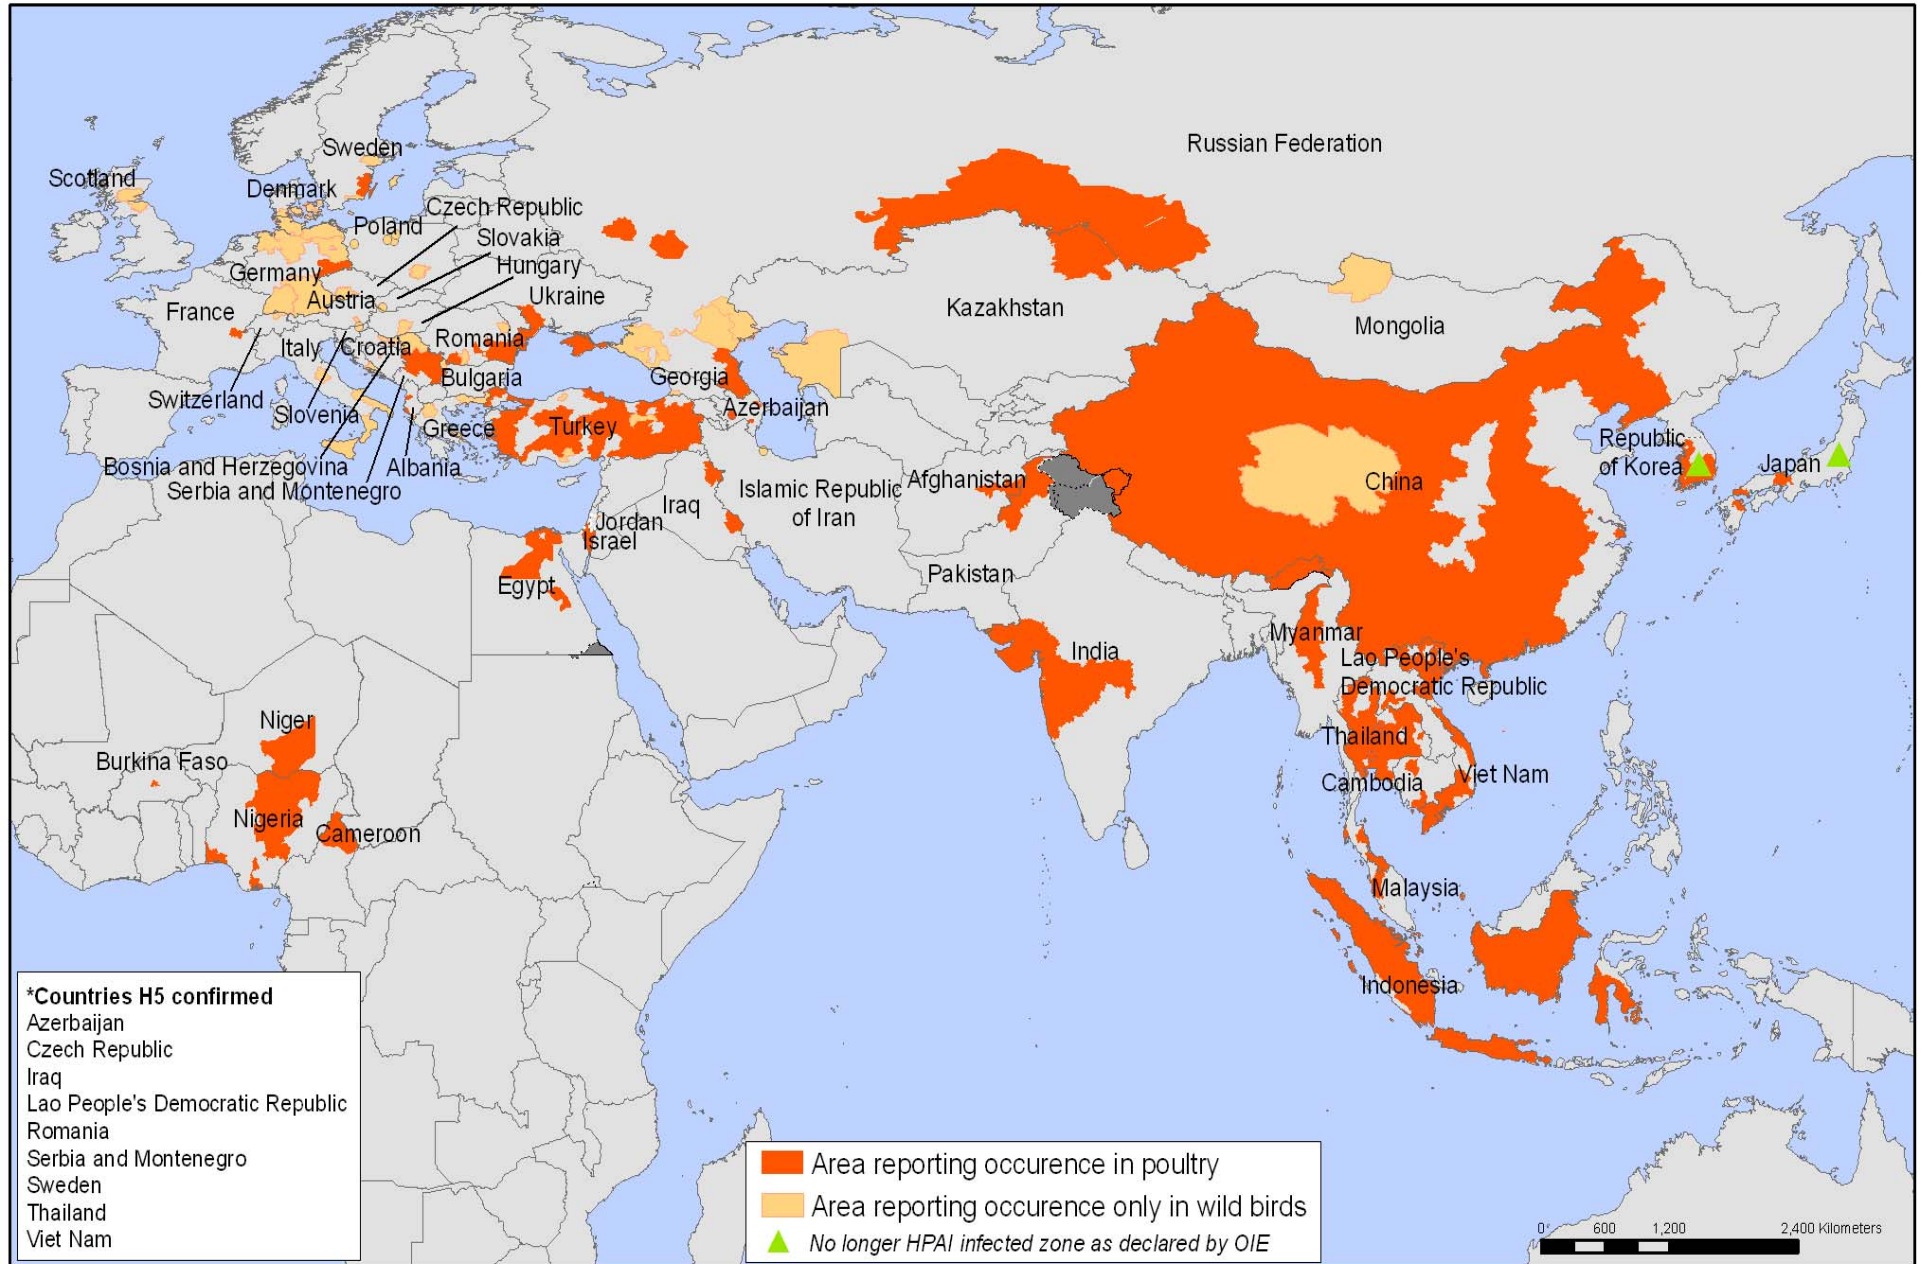 Russian Federation
Sweden
Scotland
Denmark
Czech Republic
Poland
Slovakia
Hungary
Germany
Ukraine
Austria
France
Kazakhstan
Mongolia
Romania
Italy
Croatia
Georgia
Bulgaria
Switzerland
Slovenia
Azerbaijan
Turkey
Greece
Bosnia and Herzegovina
Albania
Serbia and Montenegro
Republic
of Korea
Japan
China
Afghanistan
Islamic Republic
of Iran
Iraq
Jordan
Israel
Egypt
Pakistan
Myanmar
India
Lao People's
Democratic Republic
Niger
Thailand
Burkina Faso
Viet Nam
Cambodia
Nigeria
Cameroon
Malaysia
Indonesia
*Countries H5 confirmed
Azerbaijan
Czech Republic
Iraq
Lao People's Democratic Republic
Romania
Serbia and Montenegro
Sweden
Thailand
Viet Nam
Area reporting occurence in poultry
Area reporting occurence only in wild birds
No longer HPAI infected zone as declared by OIE
0 600 1,200 2,400 Kilometers